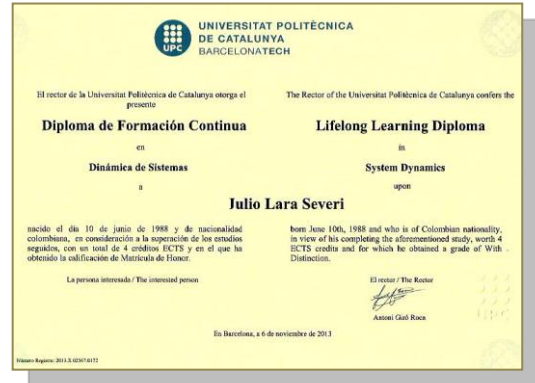 UNIVERSITAT POLITÈCNICA
DE CATALUNYA
BARCELONATECH
UPC
El rector de la Universitat Politècnica de Catalunya otorga el
presente
Diploma de Formación Continua
en
Dinámica de Sistemas
a
The Rector of the Universitat Politècnica de Catalunya confers the
Lifelong Learning Diploma
in
System Dynamics
upon
Julio Lara Severi
nacido el día 10 de junio de 1988 y de nacionalidad
colombiana, en consideración a la superación de los estudios
seguidos, con un total de 4 créditos ECTS y en el que ha
obtenido la calificación de Matrícula de Honor.
born June 10th, 1988 and who is of Colombian nationality,
in view of his completing the aforementioned study, worth 4
ECTS credits and for which he obtained a grade of With
Distinction.
La persona interesada / The interested person
El rector / The Rector
Antoni Giró Roca
En Barcelona, a 6 de noviembre de 2013